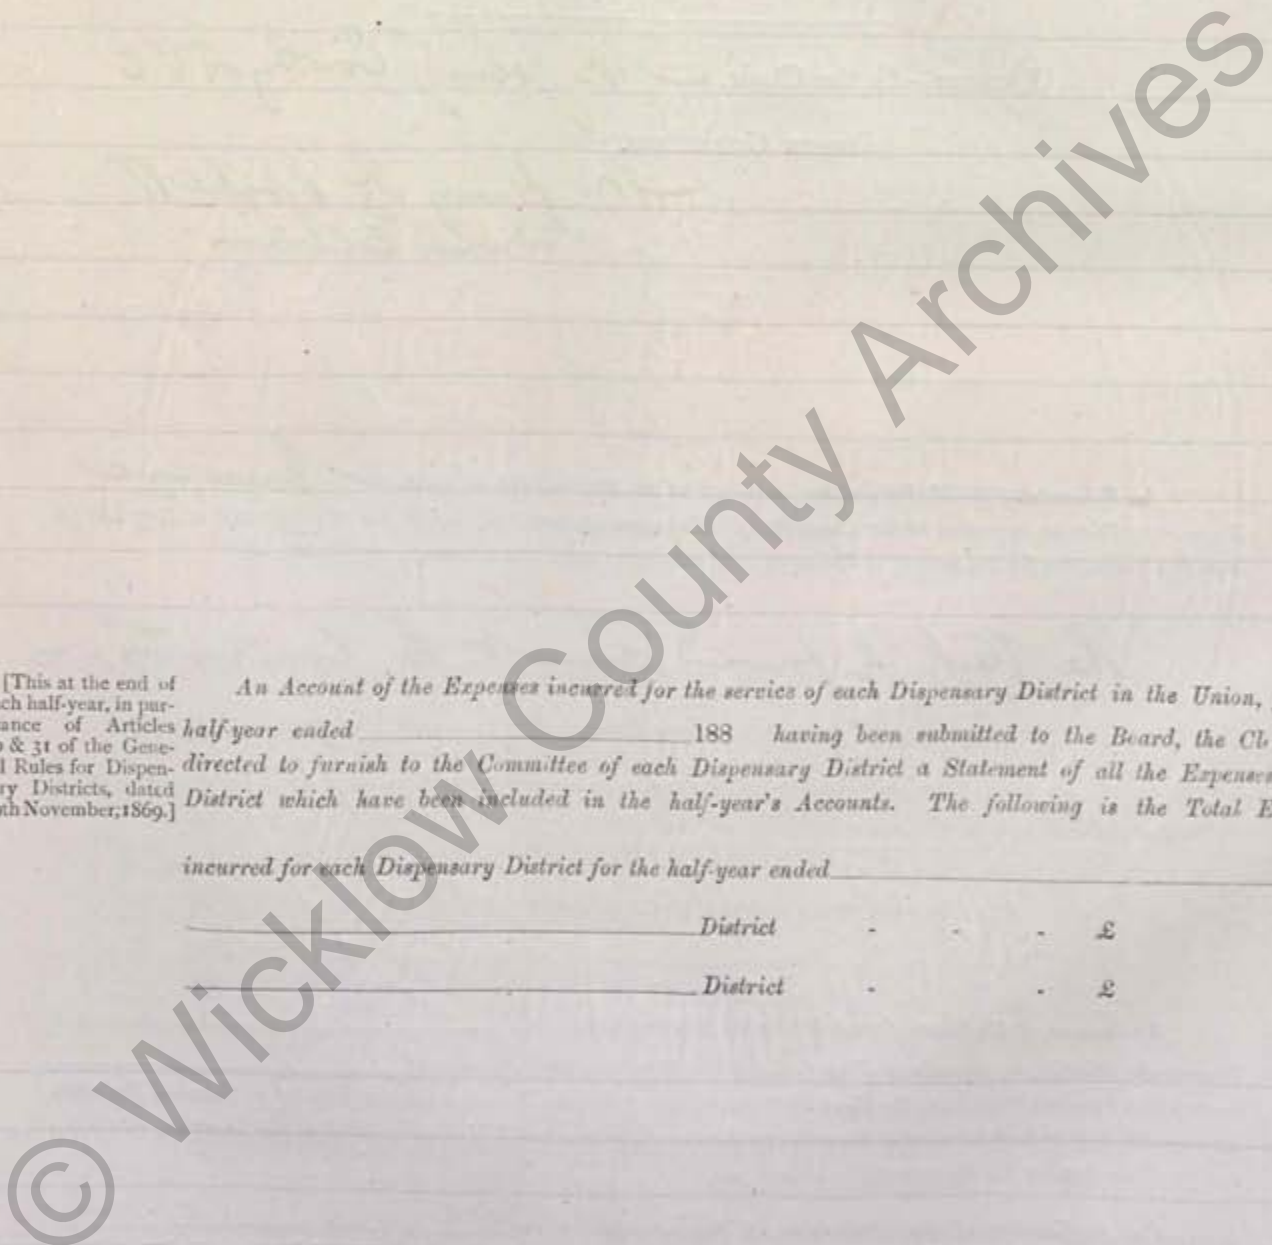 [This at the end of
ch half-year, in pur-
ance of Articles
& 31 of the Gene-
l Rules for Dispen-
ry Districts, dated
th November, 1869.]
An Account of the Expenses incurred for the service of each Dispensary District in the Union,
half-year ended 188 having been submitted to the Board, the Cl
directed to furnish to the Committee of each Dispensary District a Statement of all the Expenses
District which have been included in the half-year's Accounts. The following is the Total E
incurred for each Dispensary District for the half-year ended
District - - - £
District - - £
© Wicklow County Archives